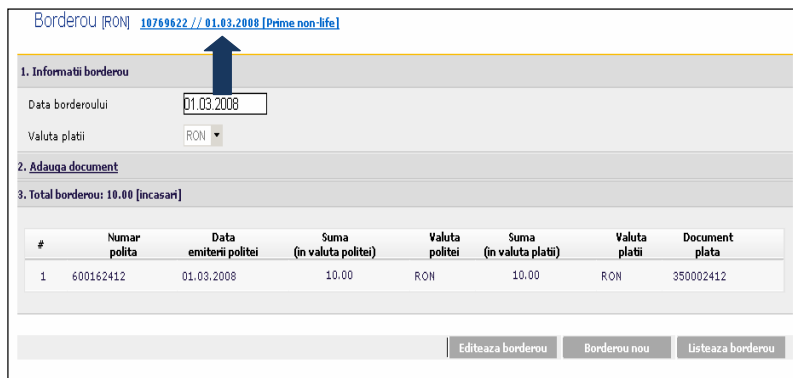 Borderou [RON] 10769622 // 01.03.2008 [Prime non-life]
1. Informatii borderou
Data borderoului 01.03.2008
Valuta platii RON
2. Adauga document
3. Total borderou: 10.00 [incasari]
# Numar polita Data emiterii politei Suma (in valuta politei) Valuta politei Suma (in valuta platii) Valuta platii Document plata
1 600162412 01.03.2008 10.00 RON 10.00 RON 350002412
Editeaza borderou Borderou nou Listeaza borderou